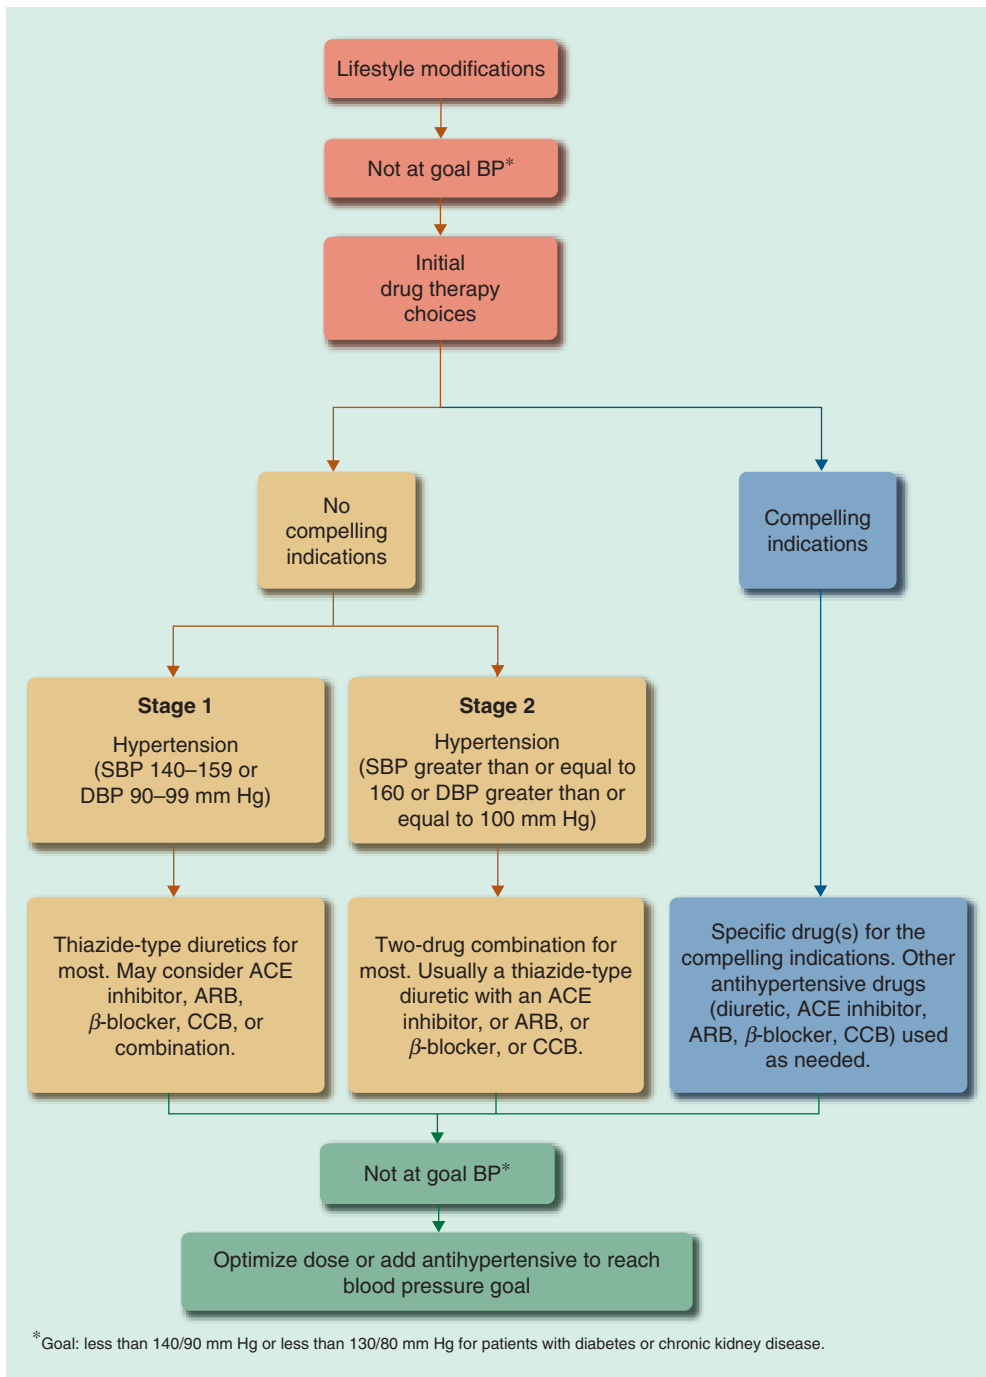 Lifestyle modifications
Not at goal BP*
Initial
drug therapy
choices
No
compelling
indications
Compelling
indications
Stage 1
Hypertension
(SBP 140–159 or
DBP 90–99 mm Hg)
Stage 2
Hypertension
(SBP greater than or equal to
160 or DBP greater than or
equal to 100 mm Hg)
Thiazide-type diuretics for
most. May consider ACE
inhibitor, ARB,
β-blocker, CCB, or
combination.
Two-drug combination for
most. Usually a thiazide-type
diuretic with an ACE
inhibitor, or ARB, or
β-blocker, or CCB.
Specific drug(s) for the
compelling indications. Other
antihypertensive drugs
(diuretic, ACE inhibitor,
ARB, β-blocker, CCB) used
as needed.
Not at goal BP*
Optimize dose or add antihypertensive to reach
blood pressure goal
*Goal: less than 140/90 mm Hg or less than 130/80 mm Hg for patients with diabetes or chronic kidney disease.